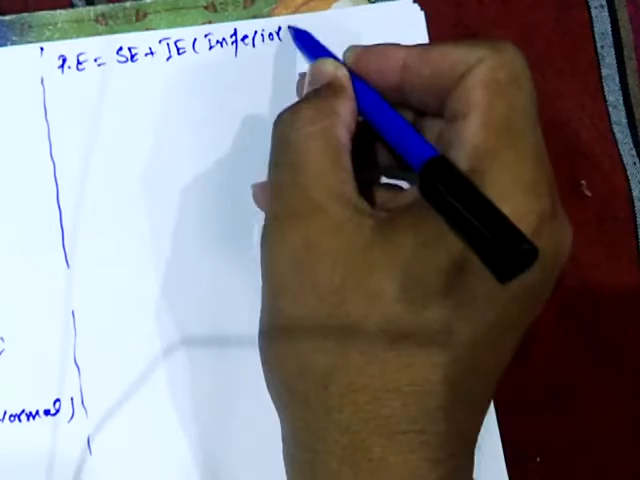 P.E = SE + IE (Inferior
ormal)